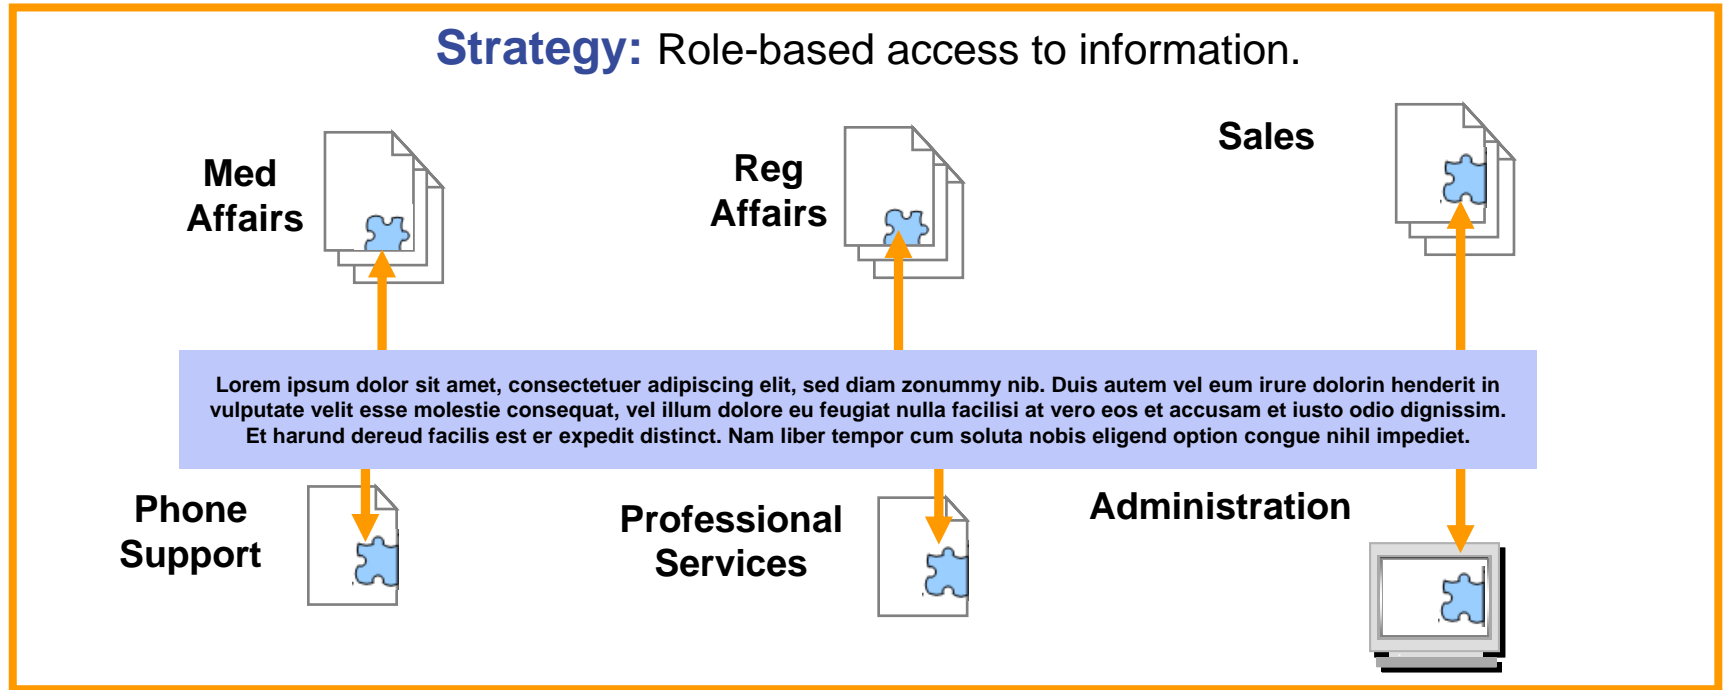 Strategy: Role-based access to information.
Med
Affairs
Reg
Affairs
Sales
Lorem ipsum dolor sit amet, consectetuer adipiscing elit, sed diam zonummy nib. Duis autem vel eum irure dolorin henderit in
vulputate velit esse molestie consequat, vel illum dolore eu feugiat nulla facilisi at vero eos et accusam et iusto odio dignissim.
Et harund dereud facilis est er expedit distinct. Nam liber tempor cum soluta nobis eligend option congue nihil impediet.
Phone
Support
Professional
Services
Administration